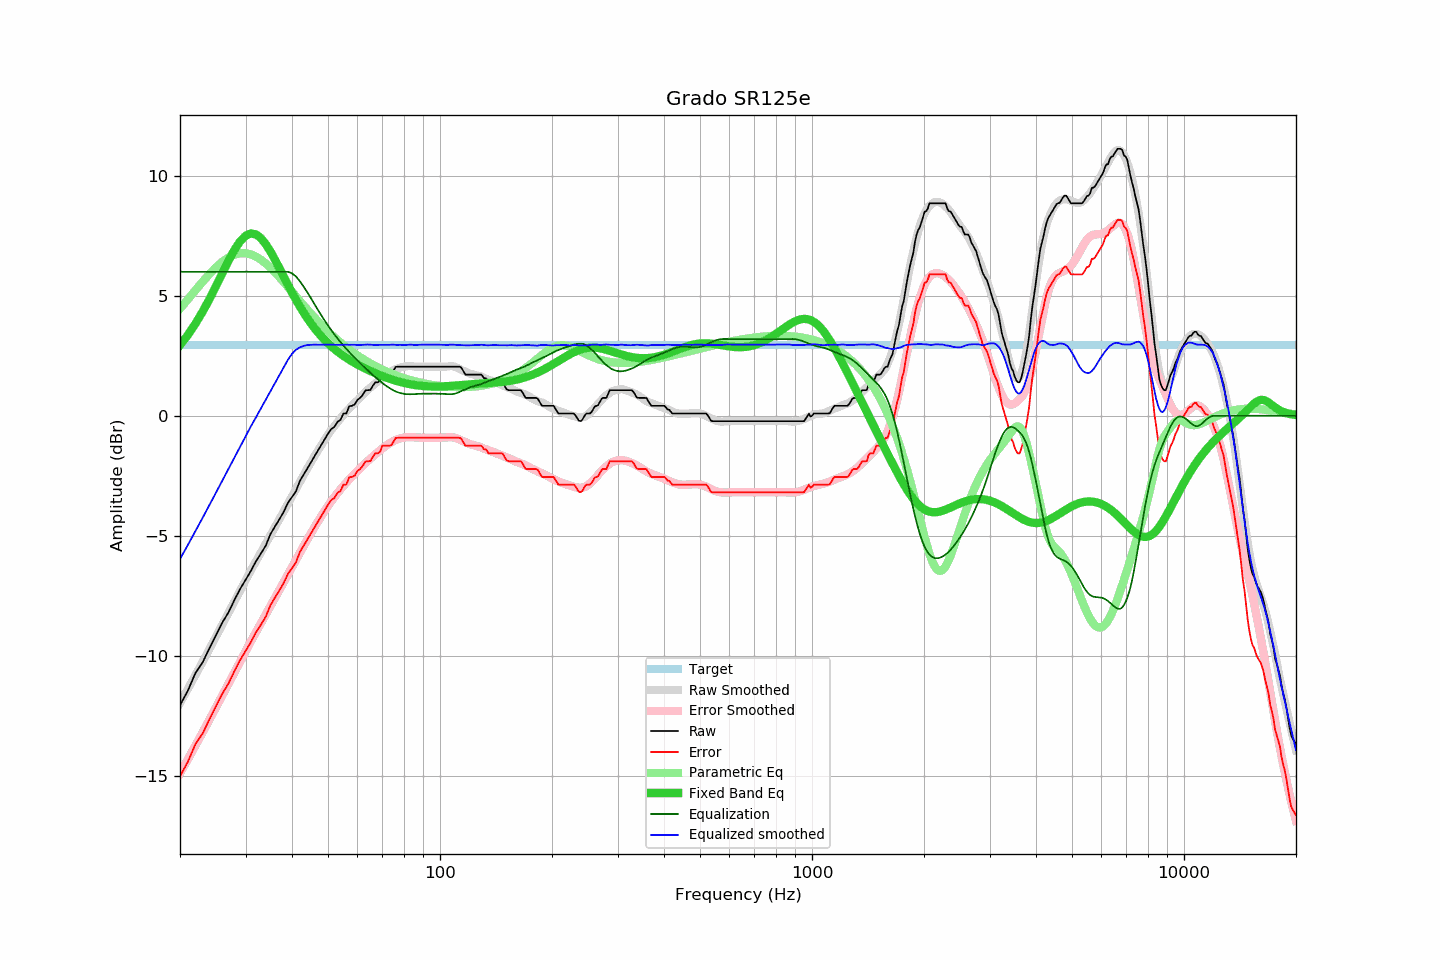 Grado SR125e
10
5
0
−5
−10
−15
Amplitude (dBr)
Target
Raw Smoothed
Error Smoothed
Raw
Error
Parametric Eq
Fixed Band Eq
Equalization
Equalized smoothed
100
1000
10000
Frequency (Hz)